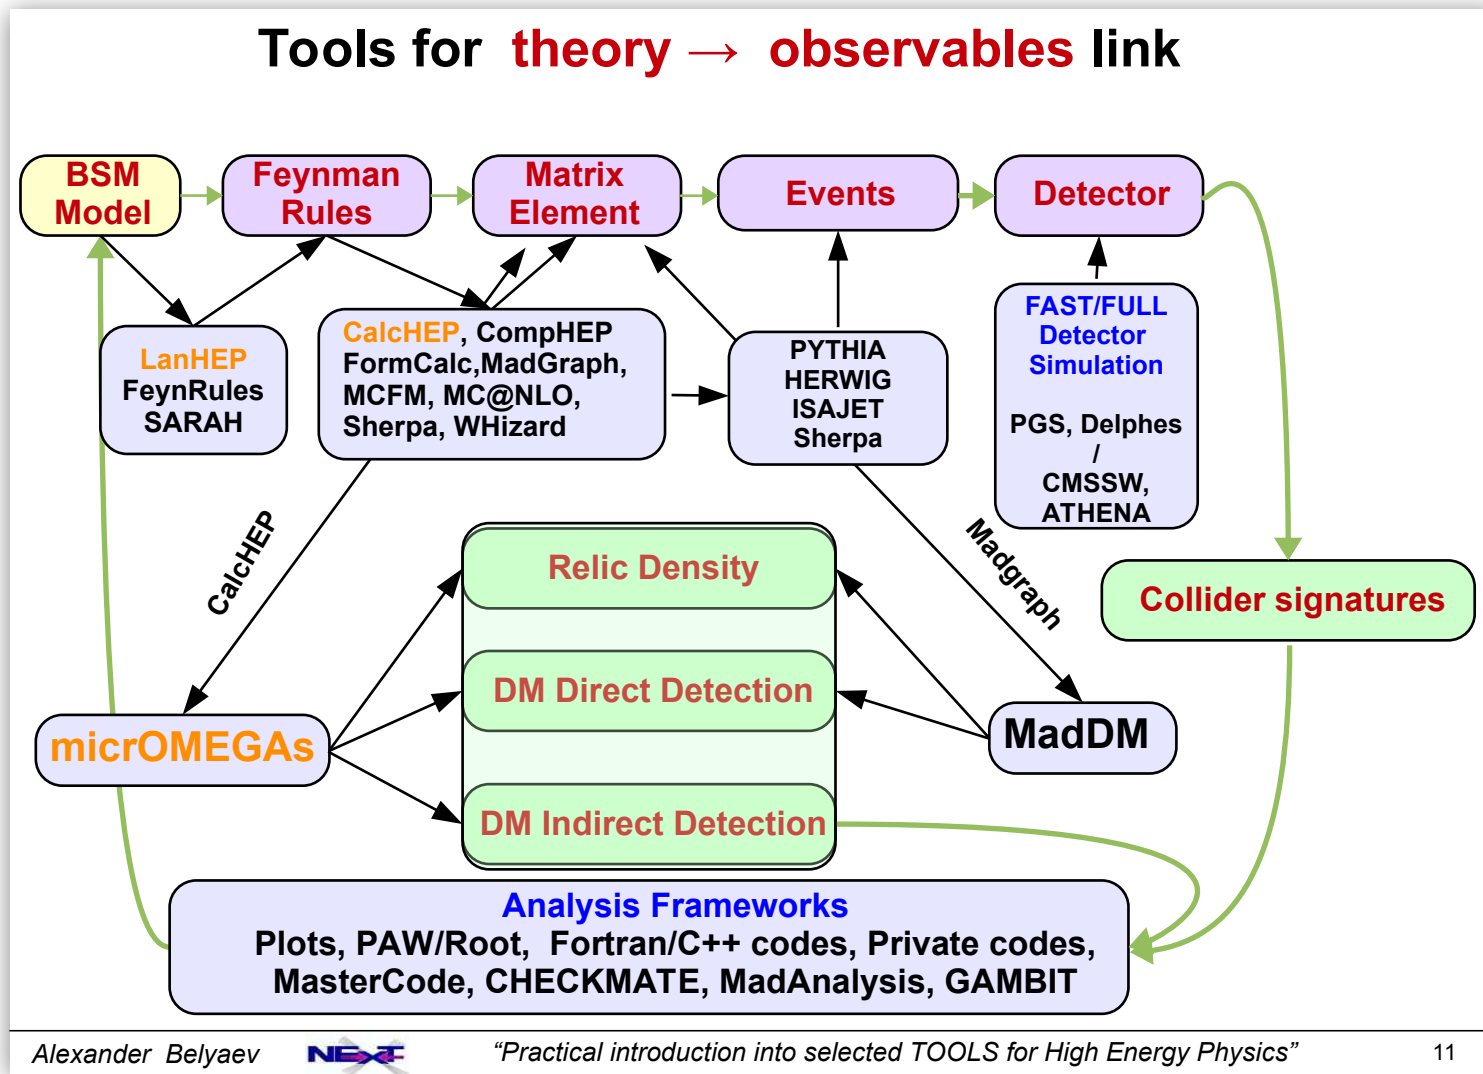 Tools for theory → observables link
BSM
Model
Feynman
Rules
Matrix
Element
Events
Detector
LanHEP
FeynRules
SARAH
CalcHEP, CompHEP
FormCalc,MadGraph,
MCFM, MC@NLO,
Sherpa, WHizard
PYTHIA
HERWIG
ISAJET
Sherpa
FAST/FULL
Detector
Simulation
PGS, Delphes
/
CMSSW,
ATHENA
CalcHEP
Madgraph
Relic Density
DM Direct Detection
DM Indirect Detection
Collider signatures
micrOMEGAs
MadDM
Analysis Frameworks
Plots, PAW/Root, Fortran/C++ codes, Private codes,
MasterCode, CHECKMATE, MadAnalysis, GAMBIT
Alexander Belyaev
NEXT
“Practical introduction into selected TOOLS for High Energy Physics”
11